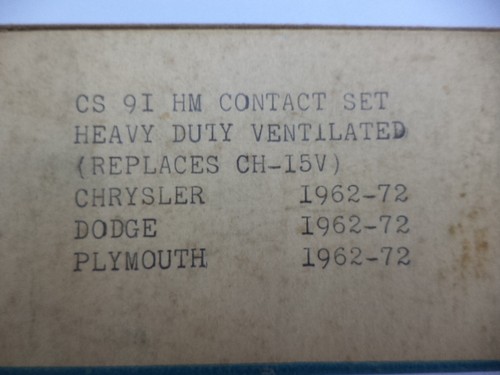 CS 9I HM CONTACT SET
HEAVY DUTY VENTILATED
(REPLACES CH-15V)
CHRYSLER 1962-72
DODGE 1962-72
PLYMOUTH 1962-72